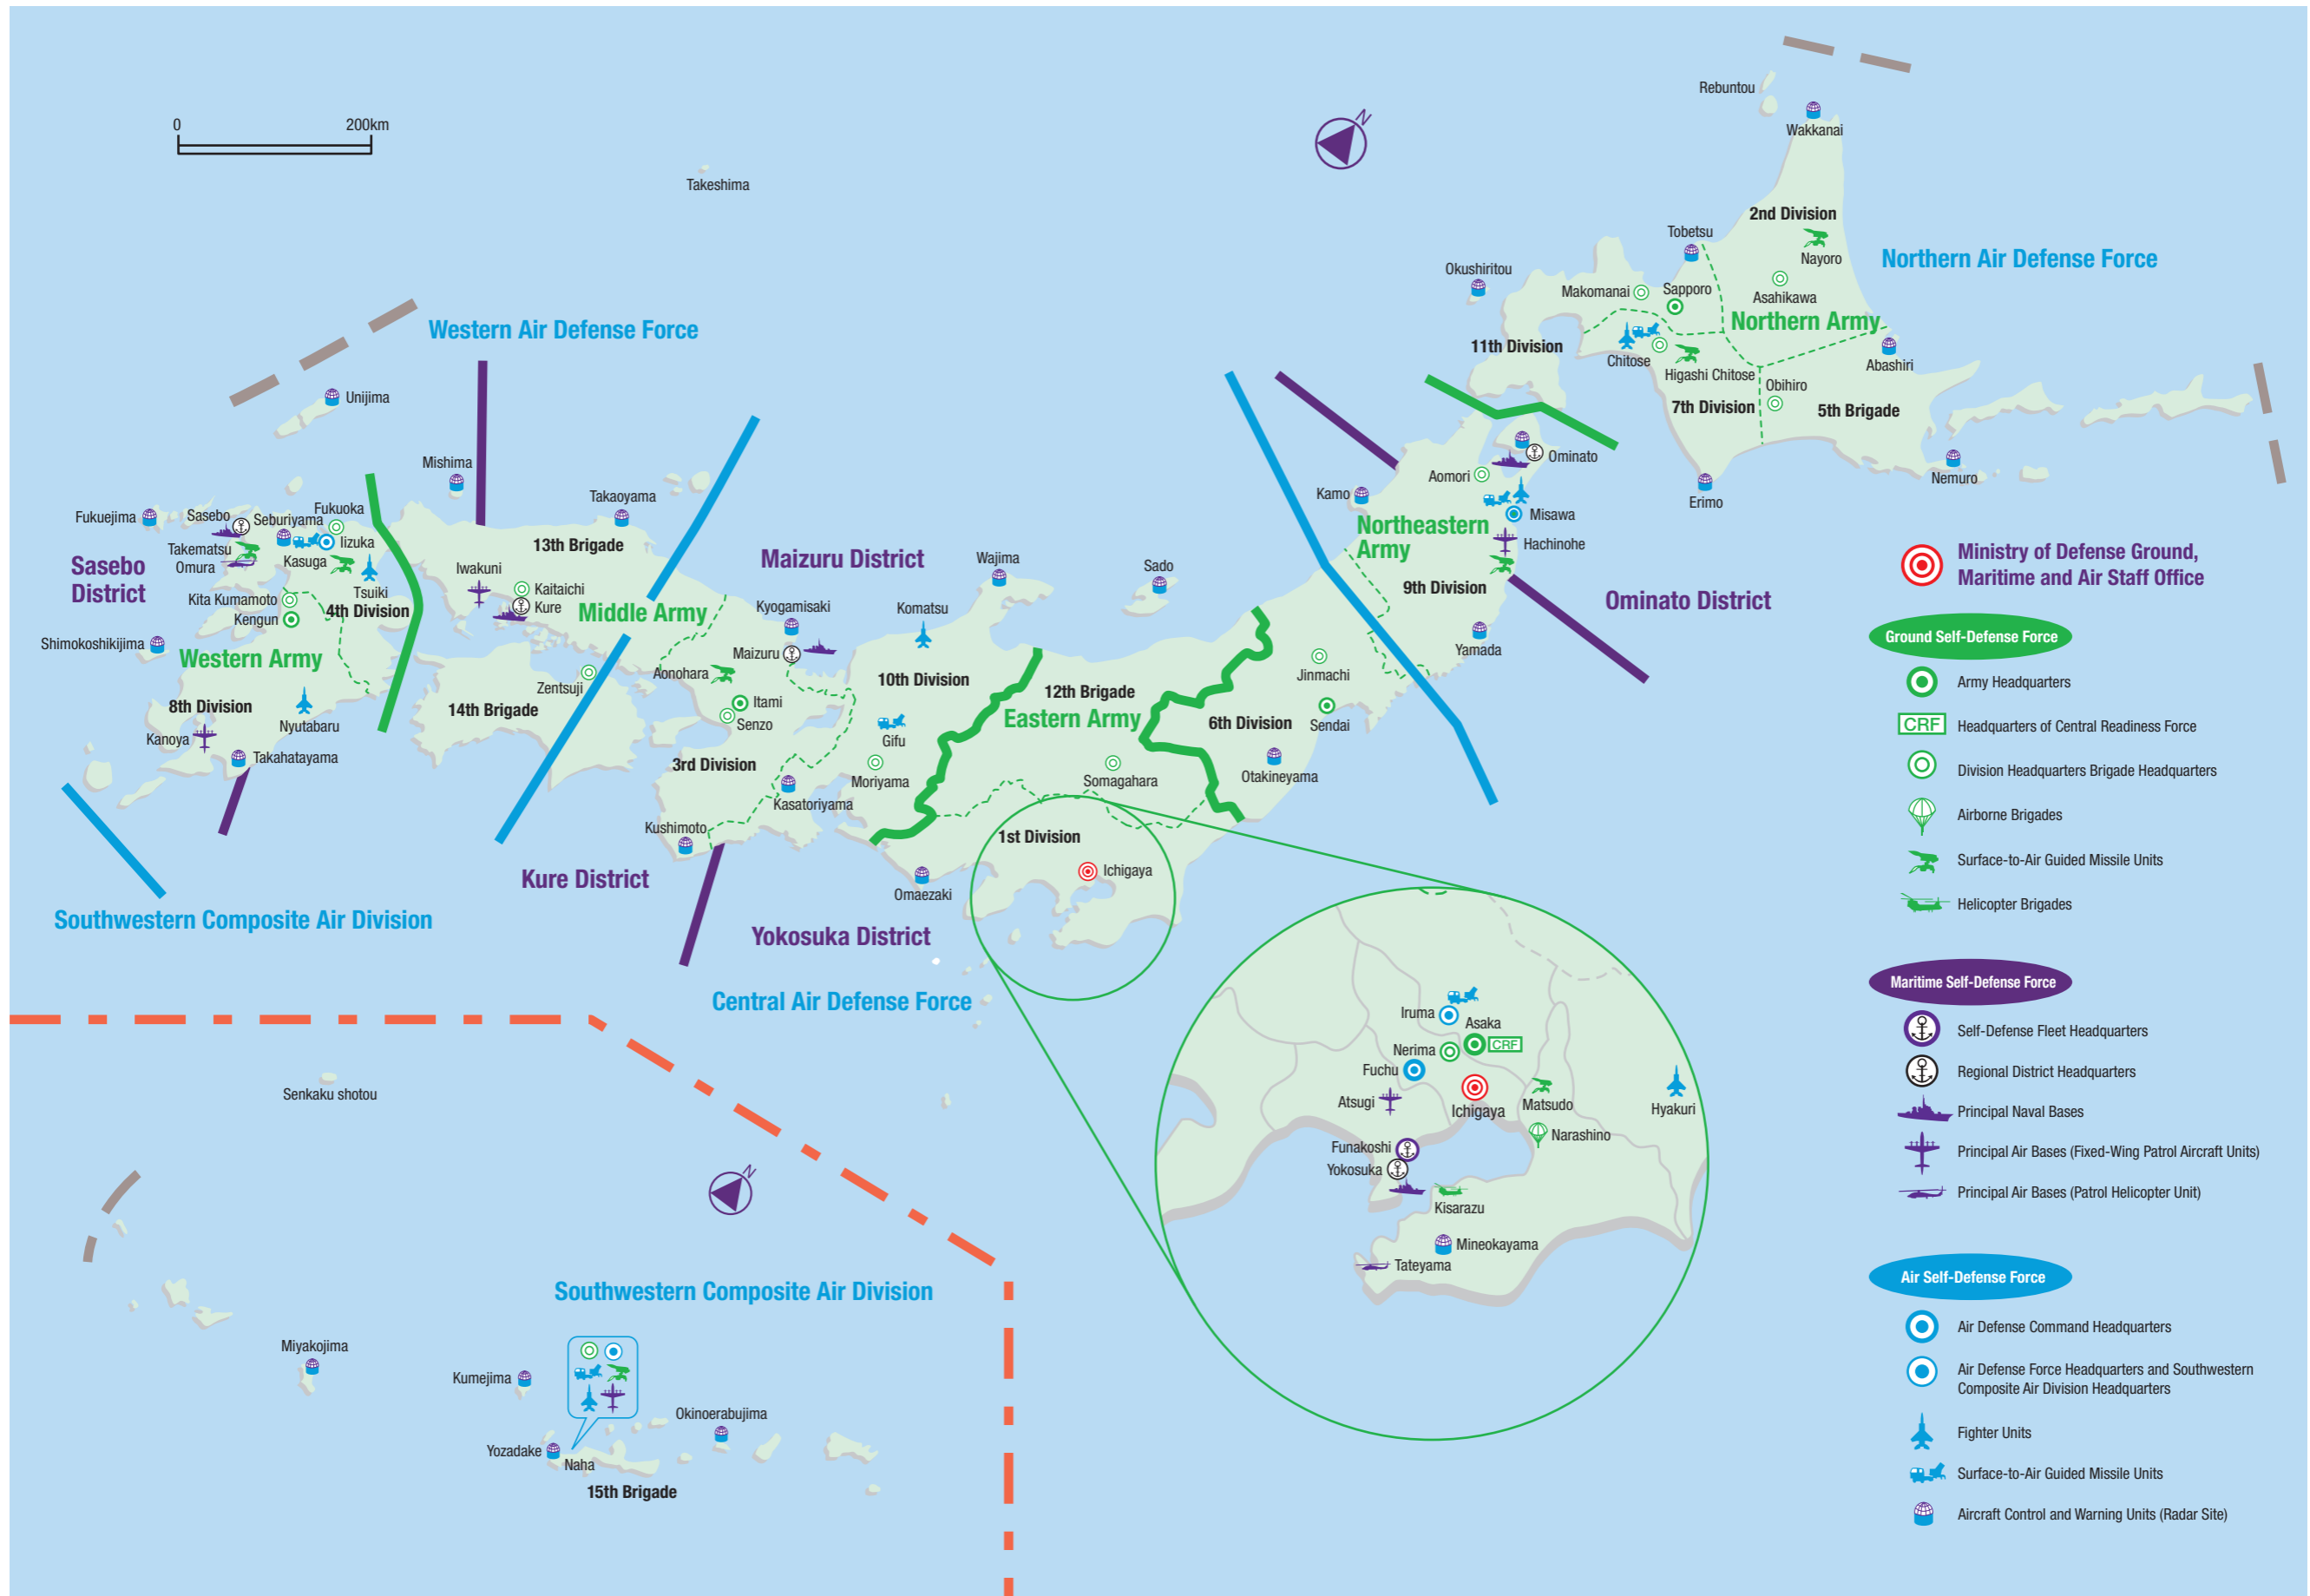 0 200km
N
Takeshima
Rebuntou
Wakkanai
2nd Division
Tobetsu
Nayoro
Northern Air Defense Force
Okushiritou
Makomanai
Sapporo
Asahikawa
Northern Army
11th Division
Chitose
Higashi Chitose
Obihiro
Abashiri
7th Division
5th Brigade
Nemuro
Erimo
Western Air Defense Force
Unijima
Mishima
Takaoyama
Fukuejima
Sasebo
Seburiyama
Fukuoka
Iizuka
Takematsu
Omura
Kasuga
Tsuiki
Sasebo
District
Kita Kumamoto
4th Division
Kengun
Shimokoshikijima
Western Army
8th Division
Nyutabaru
Kanoya
Takahatayama
Southwestern Composite Air Division
13th Brigade
Iwakuni
Kaitaichi
Kure
Middle Army
Zentsuji
14th Brigade
Kure District
Maizuru District
Kyogamisaki
Maizuru
Aonohara
Itami
Senzo
3rd Division
Kasatoriyama
Kushimoto
Wajima
Komatsu
10th Division
Gifu
Moriyama
Sado
12th Brigade
Eastern Army
Somagahara
1st Division
Ichigaya
Omaezaki
Yokosuka District
Central Air Defense Force
Kamo
Aomori
Ominato
Misawa
Hachinohe
Northeastern
Army
9th Division
Ominato District
Yamada
Jinmachi
Sendai
6th Division
Otakineyama
Iruma
Asaka
CRF
Nerima
Fuchu
Atsugi
Ichigaya
Matsudo
Hyakuri
Narashino
Funakoshi
Yokosuka
Kisarazu
Mineokayama
Tateyama
Senkaku shotou
N
Southwestern Composite Air Division
Miyakojima
Kumejima
Okinoerabujima
Yozadake
Naha
15th Brigade
Ministry of Defense Ground,
Maritime and Air Staff Office
Ground Self-Defense Force
Army Headquarters
CRF Headquarters of Central Readiness Force
Division Headquarters Brigade Headquarters
Airborne Brigades
Surface-to-Air Guided Missile Units
Helicopter Brigades
Maritime Self-Defense Force
Self-Defense Fleet Headquarters
Regional District Headquarters
Principal Naval Bases
Principal Air Bases (Fixed-Wing Patrol Aircraft Units)
Principal Air Bases (Patrol Helicopter Unit)
Air Self-Defense Force
Air Defense Command Headquarters
Air Defense Force Headquarters and Southwestern
Composite Air Division Headquarters
Fighter Units
Surface-to-Air Guided Missile Units
Aircraft Control and Warning Units (Radar Site)